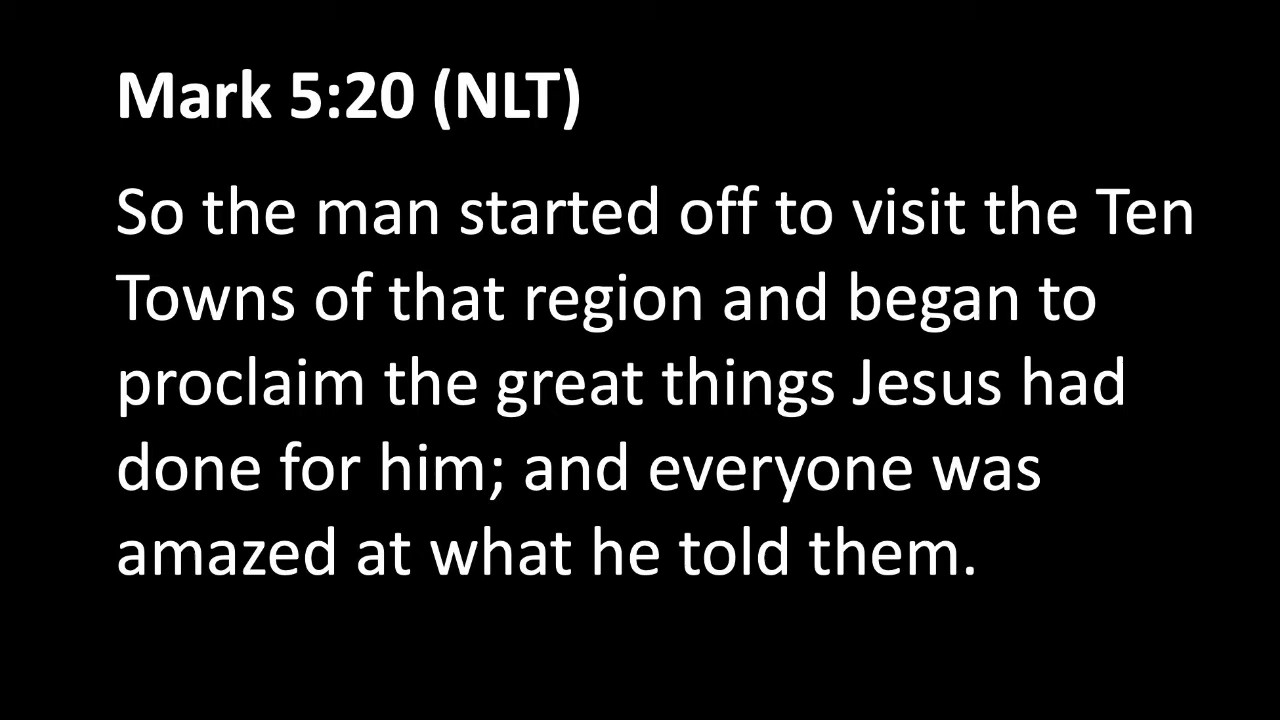 Mark 5:20 (NLT)
So the man started off to visit the Ten
Towns of that region and began to
proclaim the great things Jesus had
done for him; and everyone was
amazed at what he told them.